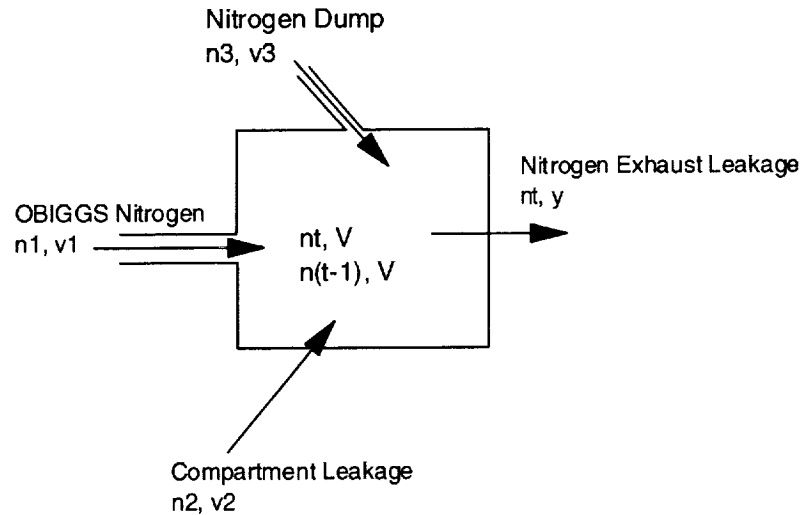 Nitrogen Dump
n3, v3
Nitrogen Exhaust Leakage
nt, y
OBIGGS Nitrogen
n1, v1
nt, V
n(t-1), V
Compartment Leakage
n2, v2